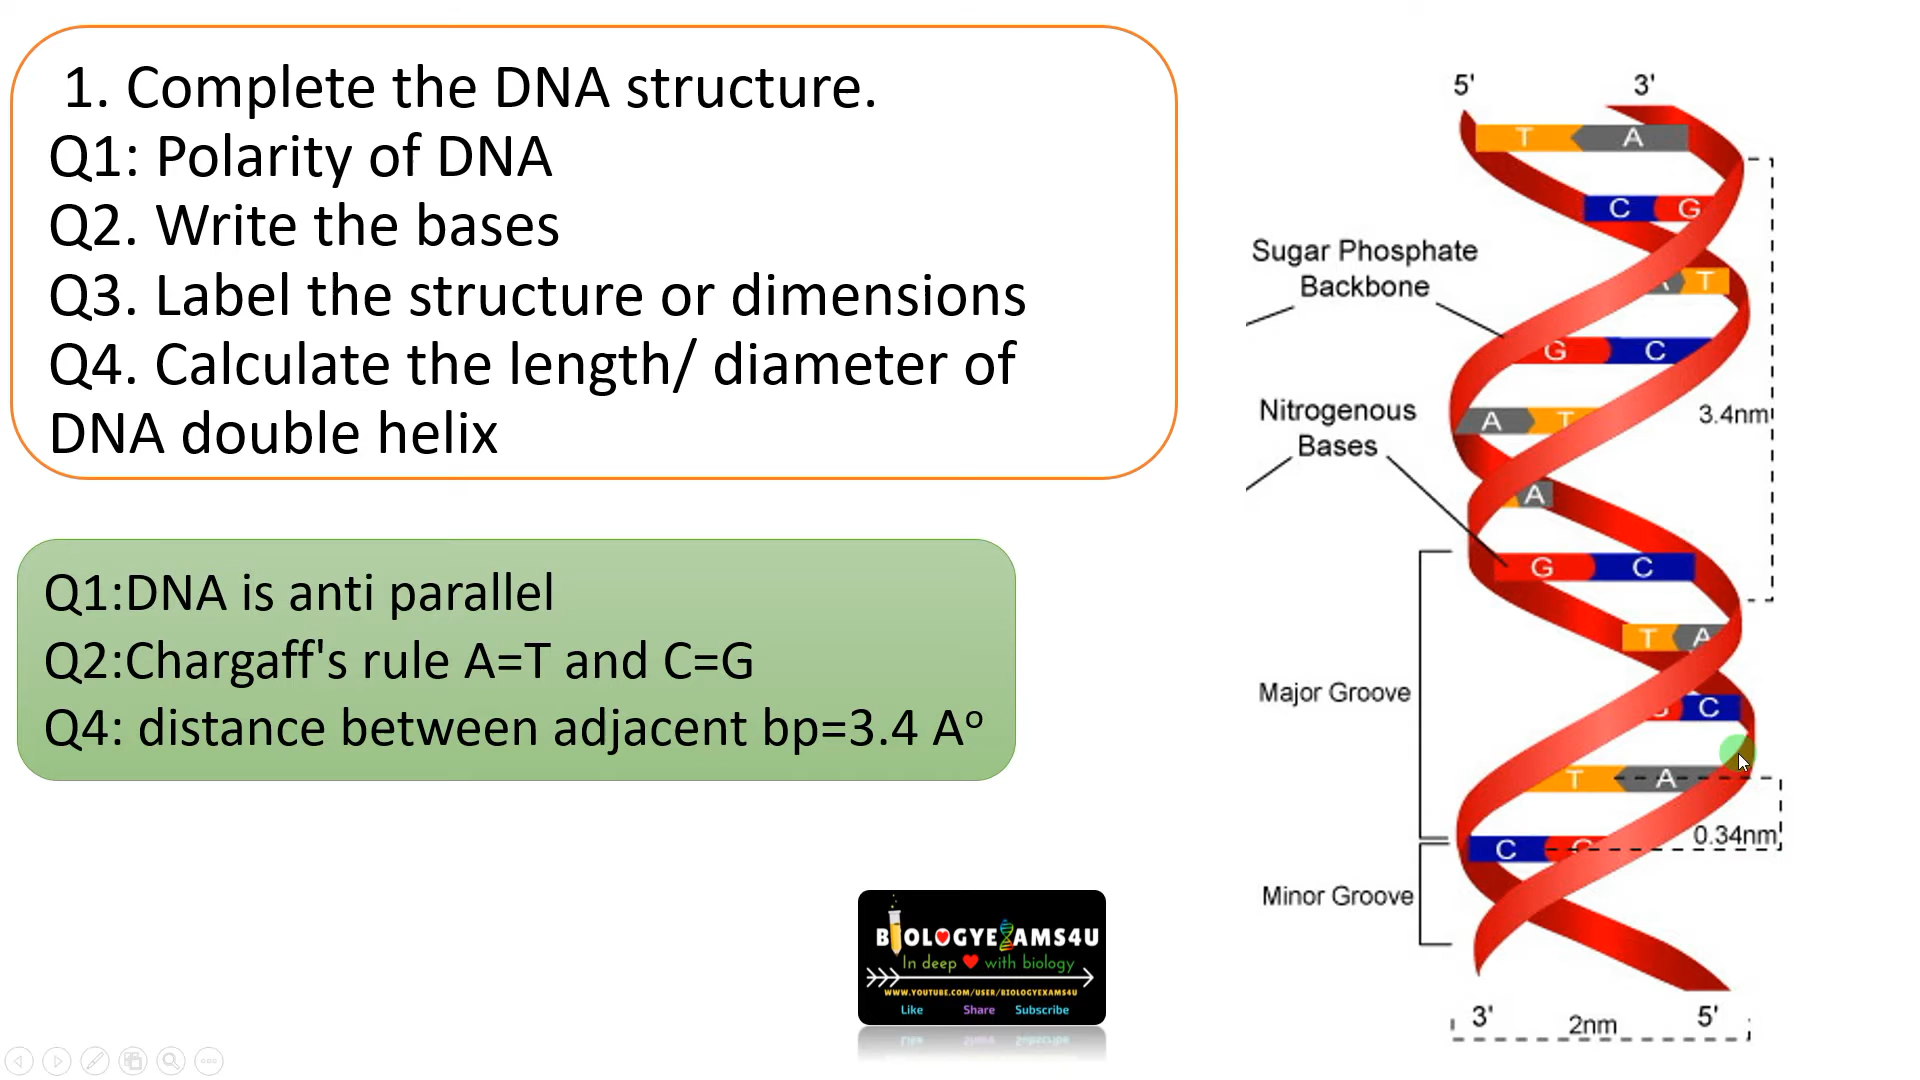 1. Complete the DNA structure.
Q1: Polarity of DNA
Q2. Write the bases
Q3. Label the structure or dimensions
Q4. Calculate the length/ diameter of
DNA double helix
Q1:DNA is anti parallel
Q2:Chargaff's rule A=T and C=G
Q4: distance between adjacent bp=3.4 Aº
BIOLOGYEXAMS4U
In deep with biology
WWW.YOUTUBE.COM/USER/BIOLOGYEXAMS4U
Like Share Subscribe
5' 3'
T A
C G
Sugar Phosphate
Backbone
A T
G C
Nitrogenous
Bases
3.4nm
A T
A
G C
T A
Major Groove
G C
T A
0.34nm
C G
Minor Groove
3' 5'
2nm